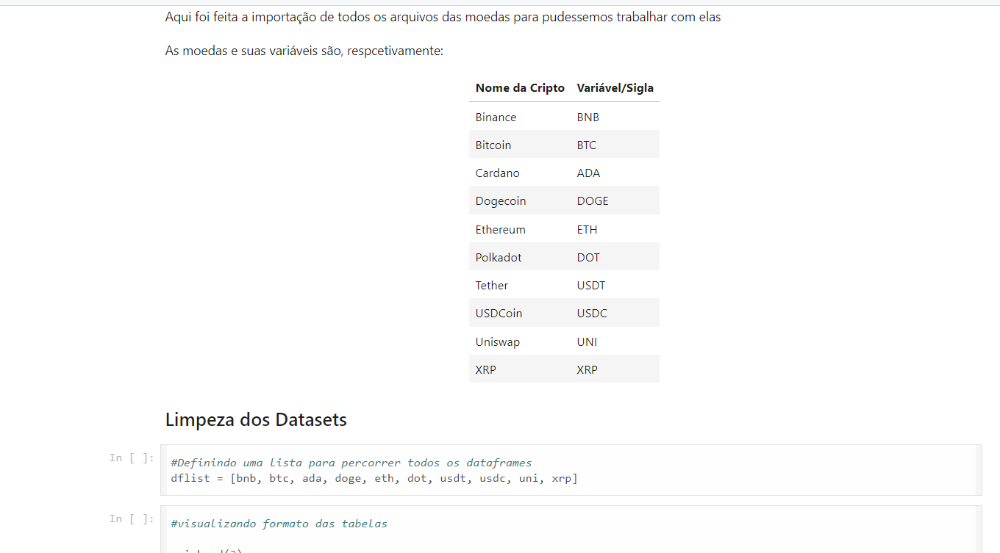 Aqui foi feita a importação de todos os arquivos das moedas para pudessemos trabalhar com elas
As moedas e suas variáveis são, respcetivamente:
Nome da Cripto Variável/Sigla
Binance BNB
Bitcoin BTC
Cardano ADA
Dogecoin DOGE
Ethereum ETH
Polkadot DOT
Tether USDT
USDCoin USDC
Uniswap UNI
XRP XRP
Limpeza dos Datasets
In [ ]:
#Definindo uma lista para percorrer todos os dataframes
dflist = [bnb, btc, ada, doge, eth, dot, usdt, usdc, uni, xrp]
In [ ]:
#visualizando formato das tabelas